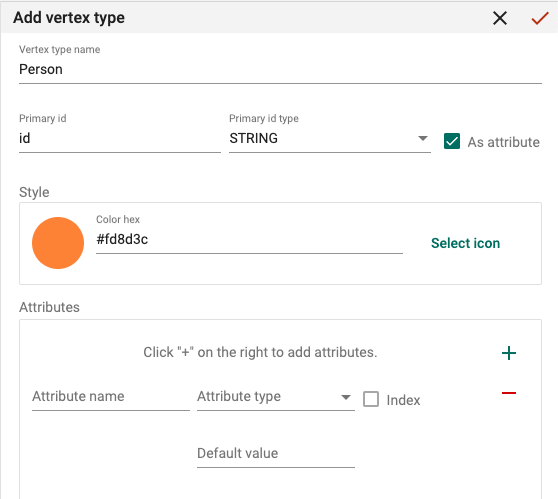 Add vertex type
Vertex type name
Person
Primary id
Primary id type
id
STRING
As attribute
Style
Color hex
#fd8d3c
Select icon
Attributes
Click "+" on the right to add attributes.
Attribute name
Attribute type
Index
Default value